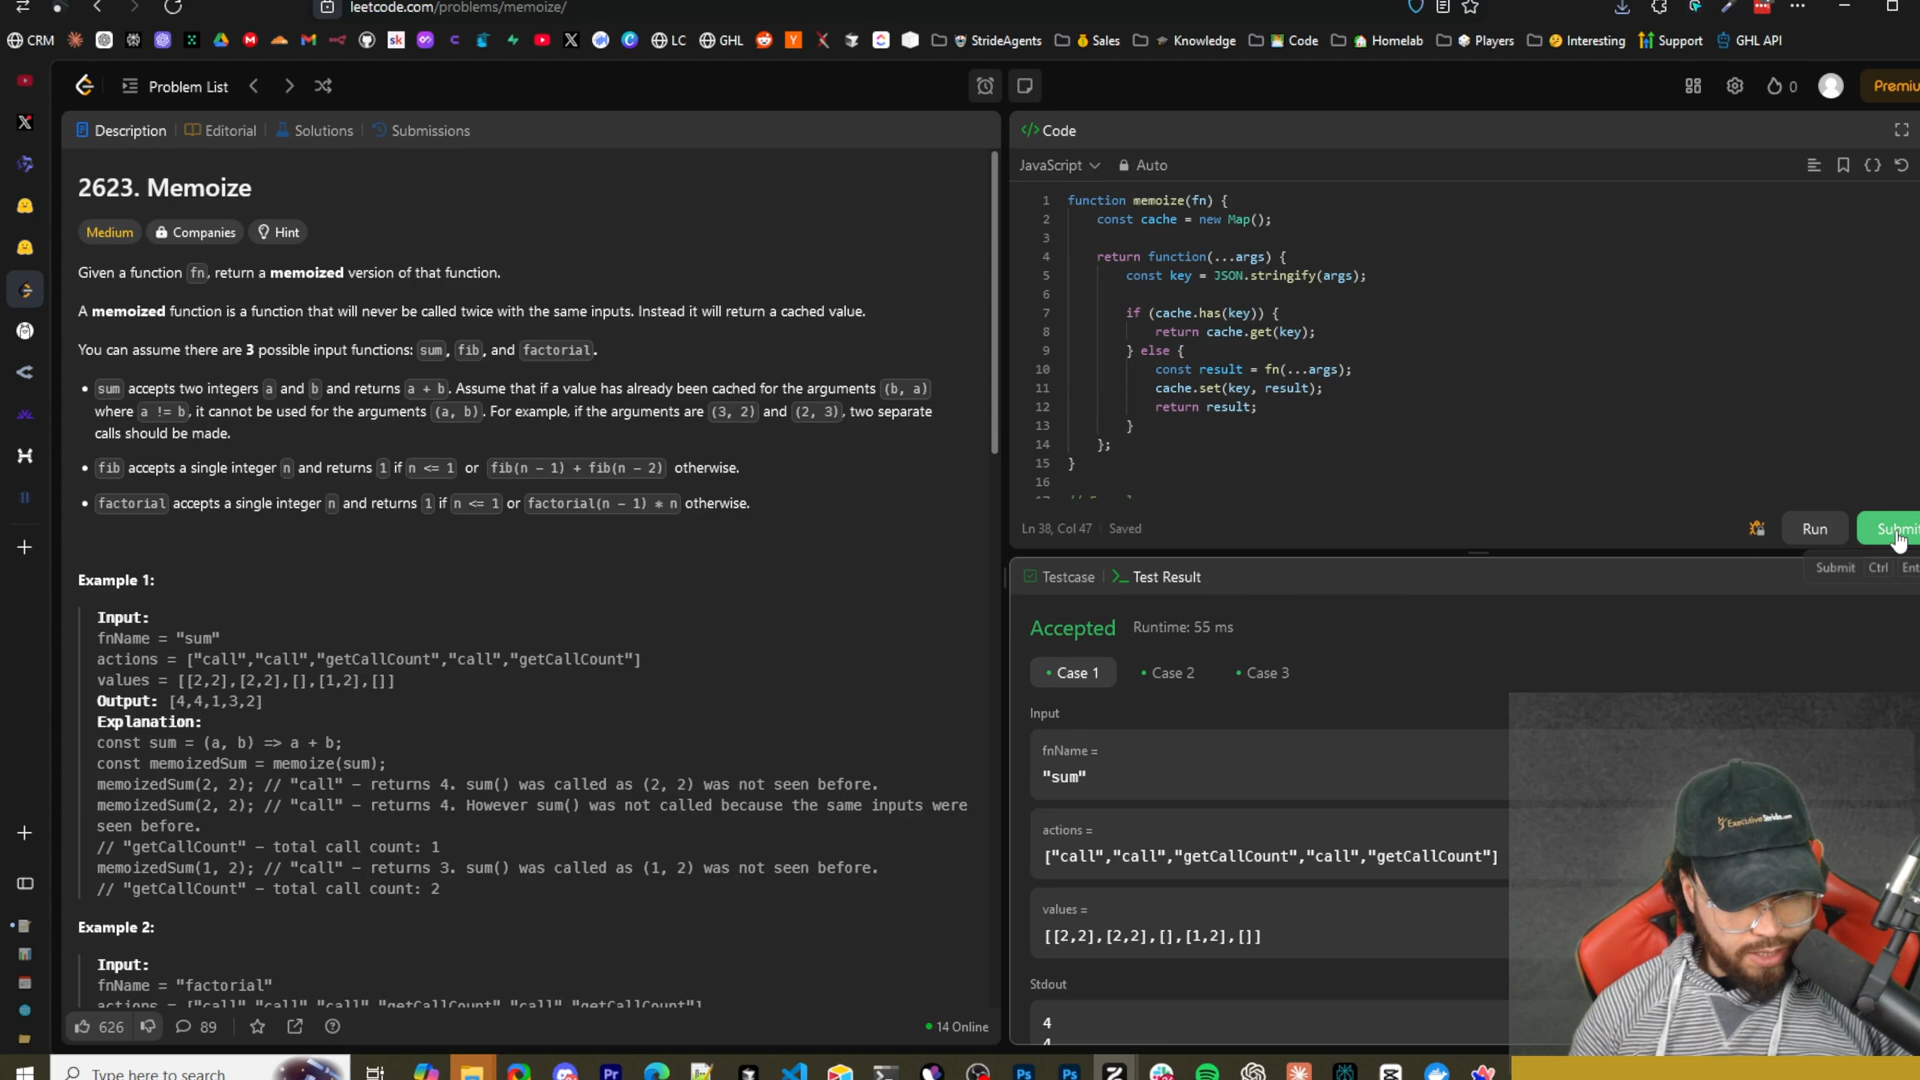 leetcode.com/problems/memoize/
CRM
LC
GHL
StrideAgents
Sales
Knowledge
Code
Homelab
Players
Interesting
Support
GHL API
Problem List
0
Premiu
Description
Editorial
Solutions
Submissions
2623. Memoize
Medium
Companies
Hint
Given a function fn, return a memoized version of that function.
A memoized function is a function that will never be called twice with the same inputs. Instead it will return a cached value.
You can assume there are 3 possible input functions: sum, fib, and factorial.
• sum accepts two integers a and b and returns a + b. Assume that if a value has already been cached for the arguments (b, a)
where a != b, it cannot be used for the arguments (a, b). For example, if the arguments are (3, 2) and (2, 3), two separate
calls should be made.
• fib accepts a single integer n and returns 1 if n <= 1 or fib(n - 1) + fib(n - 2) otherwise.
• factorial accepts a single integer n and returns 1 if n <= 1 or factorial(n - 1) * n otherwise.
Example 1:
Input:
fnName = "sum"
actions = ["call","call","getCallCount","call","getCallCount"]
values = [[2,2],[2,2],[],[1,2],[]]
Output: [4,4,1,3,2]
Explanation:
const sum = (a, b) => a + b;
const memoizedSum = memoize(sum);
memoizedSum(2, 2); // "call" - returns 4. sum() was called as (2, 2) was not seen before.
memoizedSum(2, 2); // "call" - returns 4. However sum() was not called because the same inputs were
seen before.
// "getCallCount" - total call count: 1
memoizedSum(1, 2); // "call" - returns 3. sum() was called as (1, 2) was not seen before.
// "getCallCount" - total call count: 2
Example 2:
Input:
fnName = "factorial"
actions = ["call","call","call","getCallCount","call","getCallCount"]
626
89
14 Online
Code
JavaScript
Auto
1 function memoize(fn) {
2 const cache = new Map();
3
4 return function(...args) {
5 const key = JSON.stringify(args);
6
7 if (cache.has(key)) {
8 return cache.get(key);
9 } else {
10 const result = fn(...args);
11 cache.set(key, result);
12 return result;
13 }
14 };
15 }
16
Ln 38, Col 47
Saved
Run
Submit
Submit Ctrl Ent
Testcase
Test Result
Accepted
Runtime: 55 ms
• Case 1
• Case 2
• Case 3
Input
fnName =
"sum"
actions =
["call","call","getCallCount","call","getCallCount"]
values =
[[2,2],[2,2],[],[1,2],[]]
Stdout
4
4
ExecutiveStride.com
Type here to search